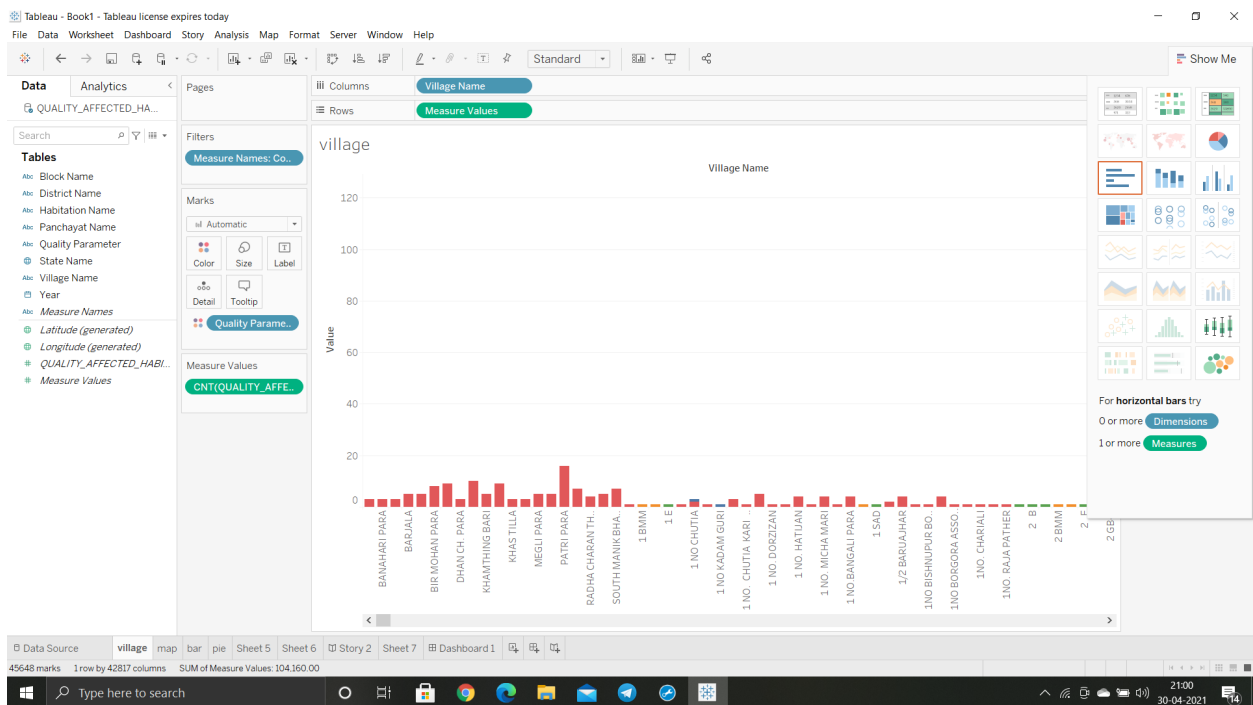 Tableau - Book1 - Tableau license expires today
File Data Worksheet Dashboard Story Analysis Map Format Server Window Help
Standard
Show Me
Data Analytics
QUALITY_AFFECTED_HA...
Search
Tables
Abc Block Name
Abc District Name
Abc Habitation Name
Abc Panchayat Name
Abc Quality Parameter
State Name
Abc Village Name
Year
Abc Measure Names
Latitude (generated)
Longitude (generated)
# QUALITY_AFFECTED_HABI...
# Measure Values
Pages
Filters
Measure Names: Co..
Marks
Automatic
Color Size Label
Detail Tooltip
Quality Parame..
Measure Values
CNT(QUALITY_AFFE..
Columns Village Name
Rows Measure Values
village
Village Name
Value
120
100
80
60
40
20
0
BANAHARI PARA
BARJALA
BIR MOHAN PARA
DHAN CH. PARA
KHAMTHING BARI
KHAS TILLA
MEGLI PARA
PATRI PARA
RADHA CHARAN TH..
SOUTH MANIK BHA..
1 BMM
1 E
1 NO CHUTIA
1 NO KADAM GURI
1 NO. CHUTIA KARI ..
1 NO. DORZIZAN
1 NO. HATIJAN
1 NO. MICHA MARI
1 NO.BANGALI PARA
1 SAD
1/2 BARUAJHAR
1NO BISHNUPUR BO..
1NO BORGORA ASSO..
1NO. CHARIALI
1NO. RAJA PATHER
2 B
2 BMM
2 GB
For horizontal bars try
0 or more Dimensions
1 or more Measures
Data Source village map bar pie Sheet 5 Sheet 6 Story 2 Sheet 7 Dashboard 1
45648 marks 1 row by 42817 columns SUM of Measure Values: 104,160.00
Type here to search
21:00
30-04-2021
14